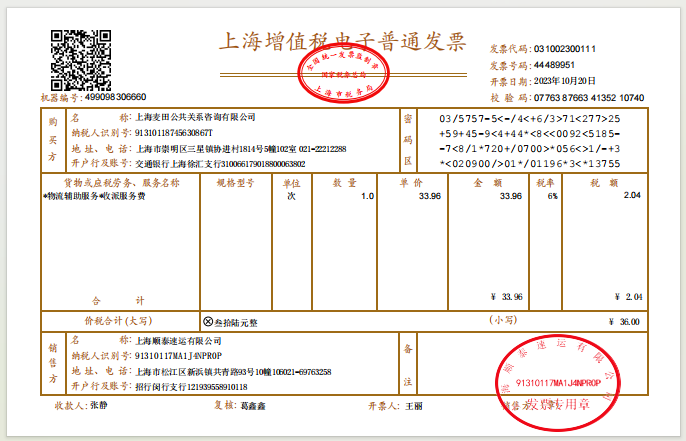 上海增值税电子普通发票
全国统一发票监制章
国家税务总局
上海市税务局
发票代码: 031002300111
发票号码: 44489951
开票日期: 2023年10月20日
机器编号: 499098306660
校 验 码: 07763 87663 41352 10740
购买方
名 称: 上海麦田公共关系咨询有限公司
纳税人识别号: 91310118745630867T
地 址、电 话: 上海市崇明区三星镇协进村1814号5幢102室 021-22212288
开户行及账号: 交通银行上海徐汇支行310066179018800063802
密码区
03/5757-5<-/4<+6/3>71<277>25
+59+45-9<4+44*<8<<0092<5185-
-7<8/1*720+/0700>*056<>1/-+3
*<020900/>01*/01196*3<*13755
货物或应税劳务、服务名称 规格型号 单位 数 量 单 价 金 额 税率 税 额
*物流辅助服务*收派服务费 次 1.0 33.96 33.96 6% 2.04
合 计 ¥ 33.96 ¥ 2.04
价税合计(大写) ⊗叁拾陆元整 (小写) ¥ 36.00
销售方
名 称: 上海顺泰速运有限公司
纳税人识别号: 91310117MA1J4NPR0P
地 址、电 话: 上海市松江区新浜镇共青路93号10幢106021-69763258
开户行及账号: 招行闵行支行121939558910118
备注
顺泰速运有限公司
91310117MA1J4NPR0P
发票专用章
收款人: 张静 复核: 葛鑫鑫 开票人: 王丽 销售方